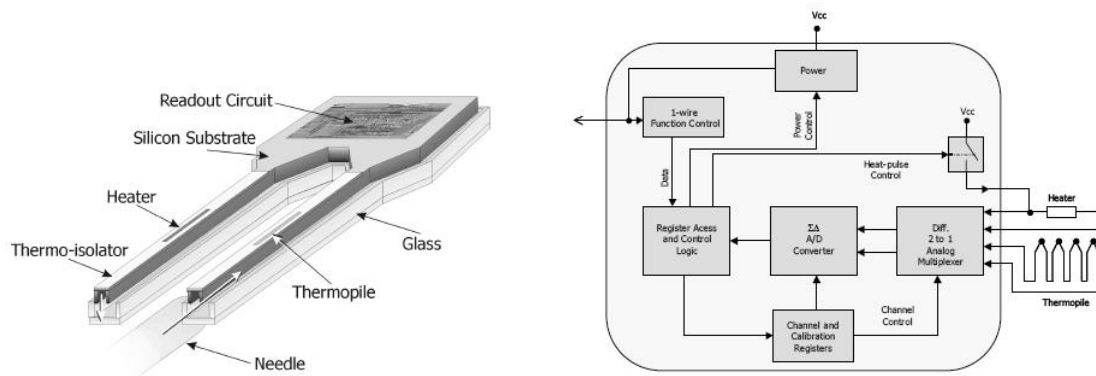 Readout Circuit
Silicon Substrate
Heater
Thermo-isolator
Glass
Thermopile
Needle
Vcc
Power
1-wire
Function Control
Power
Control
Vcc
Data
Heat-pulse
Control
Heater
Register Acess
and Control
Logic
ΣΔ
A/D
Converter
Diff.
2 to 1
Analog
Multiplexer
Thermopile
Channel
Control
Channel and
Calibration
Registers